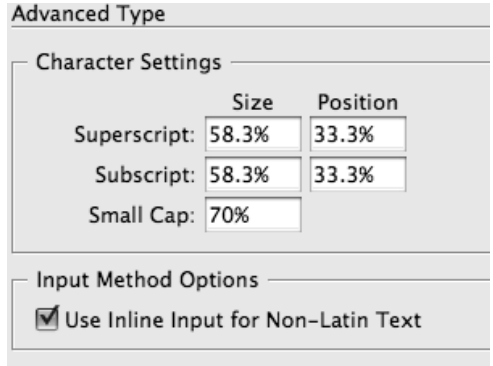 Advanced Type
Character Settings
Size Position
Superscript: 58.3% 33.3%
Subscript: 58.3% 33.3%
Small Cap: 70%
Input Method Options
Use Inline Input for Non-Latin Text